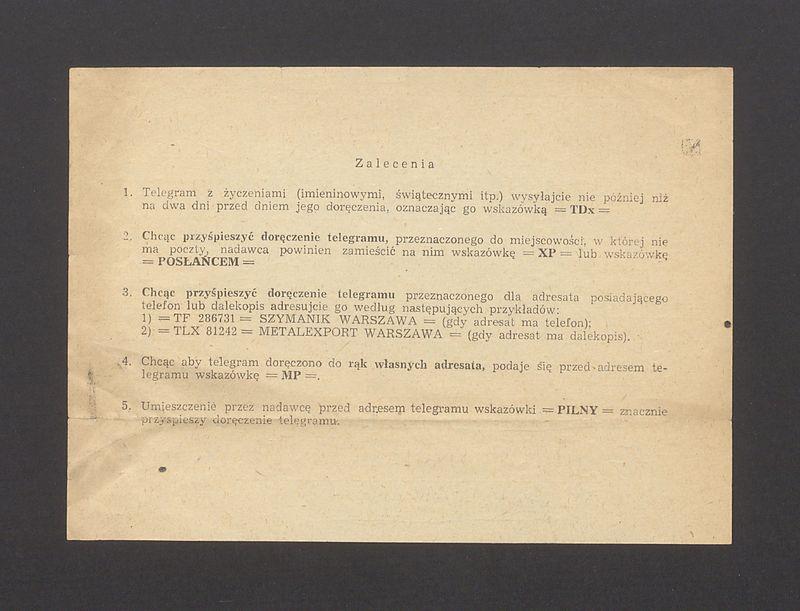 Zalecenia
1. Telegram z życzeniami (imieninowymi, świątecznymi itp.) wysyłajcie nie później niż
na dwa dni przed dniem jego doręczenia, oznaczając go wskazówką = TDx =
2. Chcąc przyśpieszyć doręczenie telegramu, przeznaczonego do miejscowości, w której nie
ma poczty, nadawca powinien zamieścić na nim wskazówkę = XP = lub wskazówkę
= POSŁAŃCEM =
3. Chcąc przyśpieszyć doręczenie telegramu przeznaczonego dla adresata posiadającego
telefon lub dalekopis adresujcie go według następujących przykładów:
1) = TF 286731 = SZYMANIK WARSZAWA = (gdy adresat ma telefon);
2) = TLX 81242 = METALEXPORT WARSZAWA = (gdy adresat ma dalekopis).
4. Chcąc aby telegram doręczono do rąk własnych adresata, podaje się przed adresem te-
legramu wskazówkę = MP =.
5. Umieszczenie przez nadawcę przed adresem telegramu wskazówki = PILNY = znacznie
przyspieszy doręczenie telegramu.